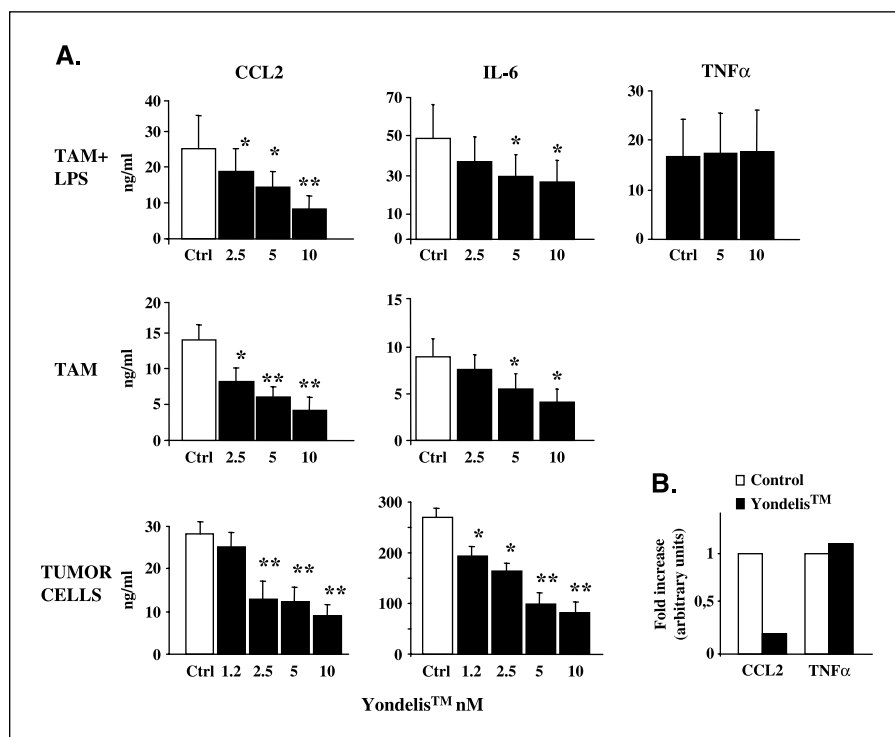 A.
CCL2 IL-6 TNFα
TAM+
LPS
ng/ml
40
30
20
10
0
* * **
Ctrl 2.5 5 10
70
50
30
10
0
* *
Ctrl 2.5 5 10
30
20
10
0
Ctrl 5 10
TAM
ng/ml
20
15
10
5
0
* ** **
Ctrl 2.5 5 10
15
10
5
0
* *
Ctrl 2.5 5 10
TUMOR
CELLS
ng/ml
30
20
10
0
** ** **
Ctrl 1.2 2.5 5 10
300
200
100
0
* * ** **
Ctrl 1.2 2.5 5 10
Yondelis™ nM
B.
Control
Yondelis™
Fold increase
(arbitrary units)
1
0,5
0
CCL2 TNFα